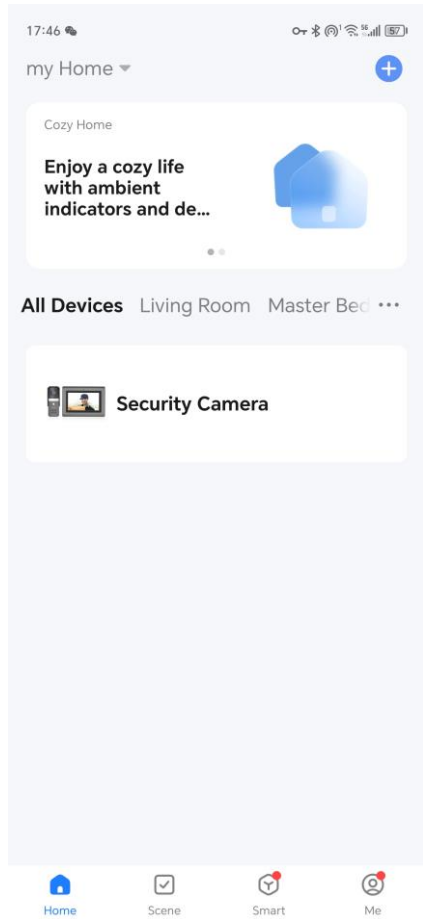 17:46
57
my Home
Cozy Home
Enjoy a cozy life
with ambient
indicators and de...
All Devices Living Room Master Bed ...
Security Camera
Home Scene Smart Me